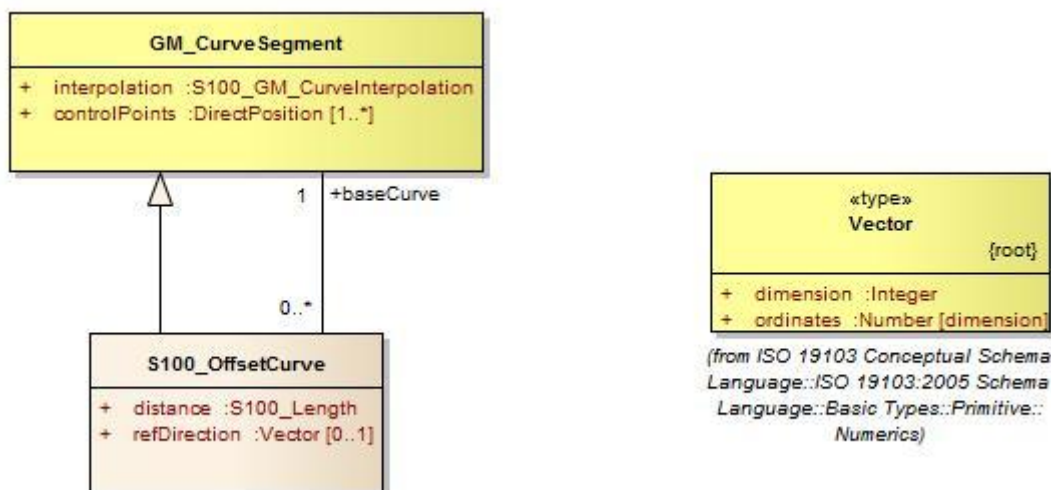 GM_CurveSegment
+ interpolation :S100_GM_CurveInterpolation
+ controlPoints :DirectPosition [1..*]
1 +baseCurve
0..*
S100_OffsetCurve
+ distance :S100_Length
+ refDirection :Vector [0..1]
«type»
Vector
{root}
+ dimension :Integer
+ ordinates :Number [dimension]
(from ISO 19103 Conceptual Schema
Language::ISO 19103:2005 Schema
Language::Basic Types::Primitive::
Numerics)